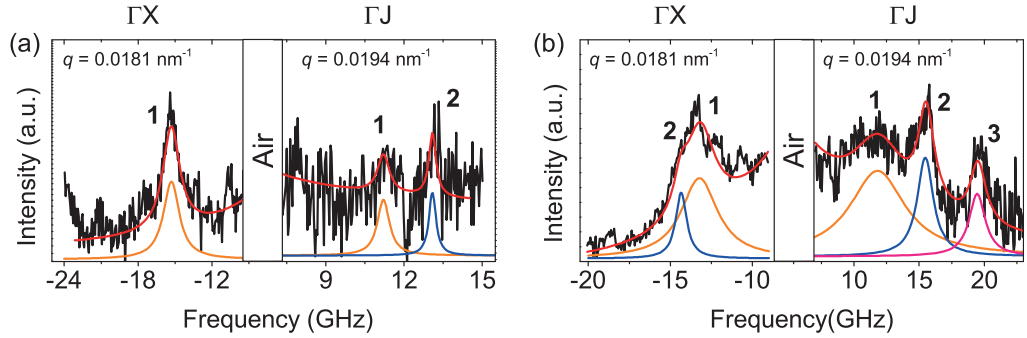 ΓX ΓJ ΓX ΓJ
(a) q = 0.0181 nm⁻¹ q = 0.0194 nm⁻¹ (b) q = 0.0181 nm⁻¹ q = 0.0194 nm⁻¹
1 1 2 2 1 1 2 3
Intensity (a.u.) Air Intensity (a.u.) Air
-24 -18 -12 9 12 15 -20 -15 -10 10 15 20
Frequency (GHz) Frequency(GHz)